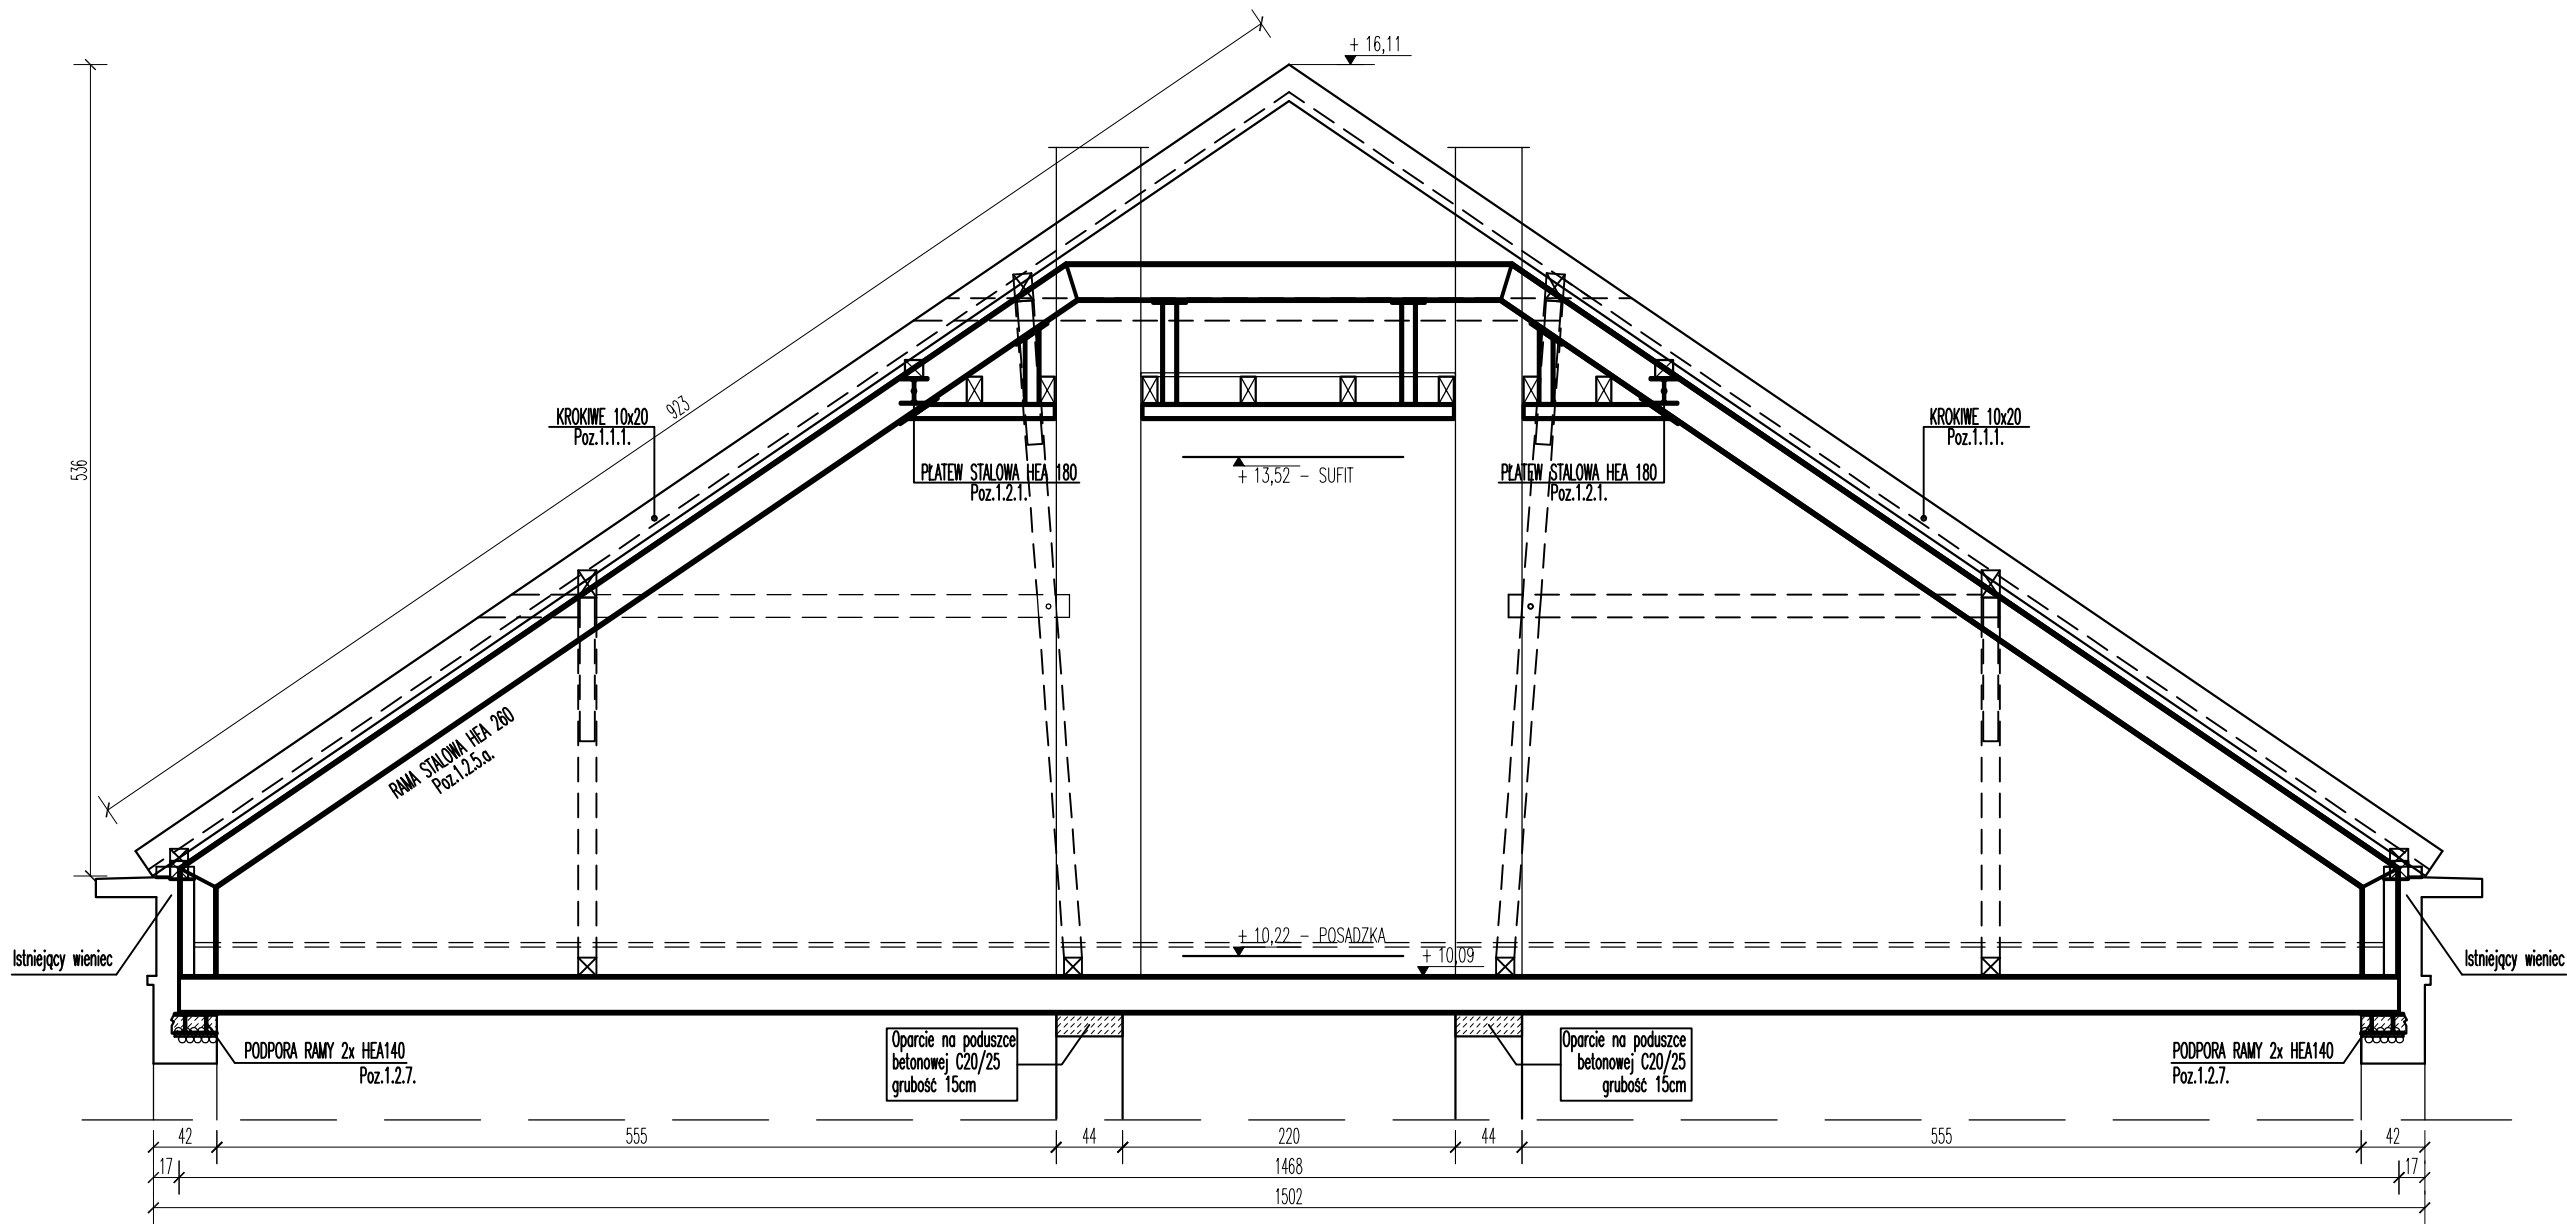 + 16,11
536
923
KROKIWE 10x20
Poz.1.1.1.
KROKIWE 10x20
Poz.1.1.1.
PŁATEW STALOWA HEA 180
Poz.1.2.1.
+ 13,52 - SUFIT
PŁATEW STALOWA HEA 180
Poz.1.2.1.
RAMA STALOWA HEA 260
Poz.1.2.5.a.
+ 10,22 - POSADZKA
+ 10,09
Istniejący wieniec
Istniejący wieniec
PODPORA RAMY 2x HEA140
Poz.1.2.7.
Oparcie na poduszce
betonowej C20/25
grubość 15cm
Oparcie na poduszce
betonowej C20/25
grubość 15cm
PODPORA RAMY 2x HEA140
Poz.1.2.7.
42 555 44 220 44 555 42
17 1468 17
1502